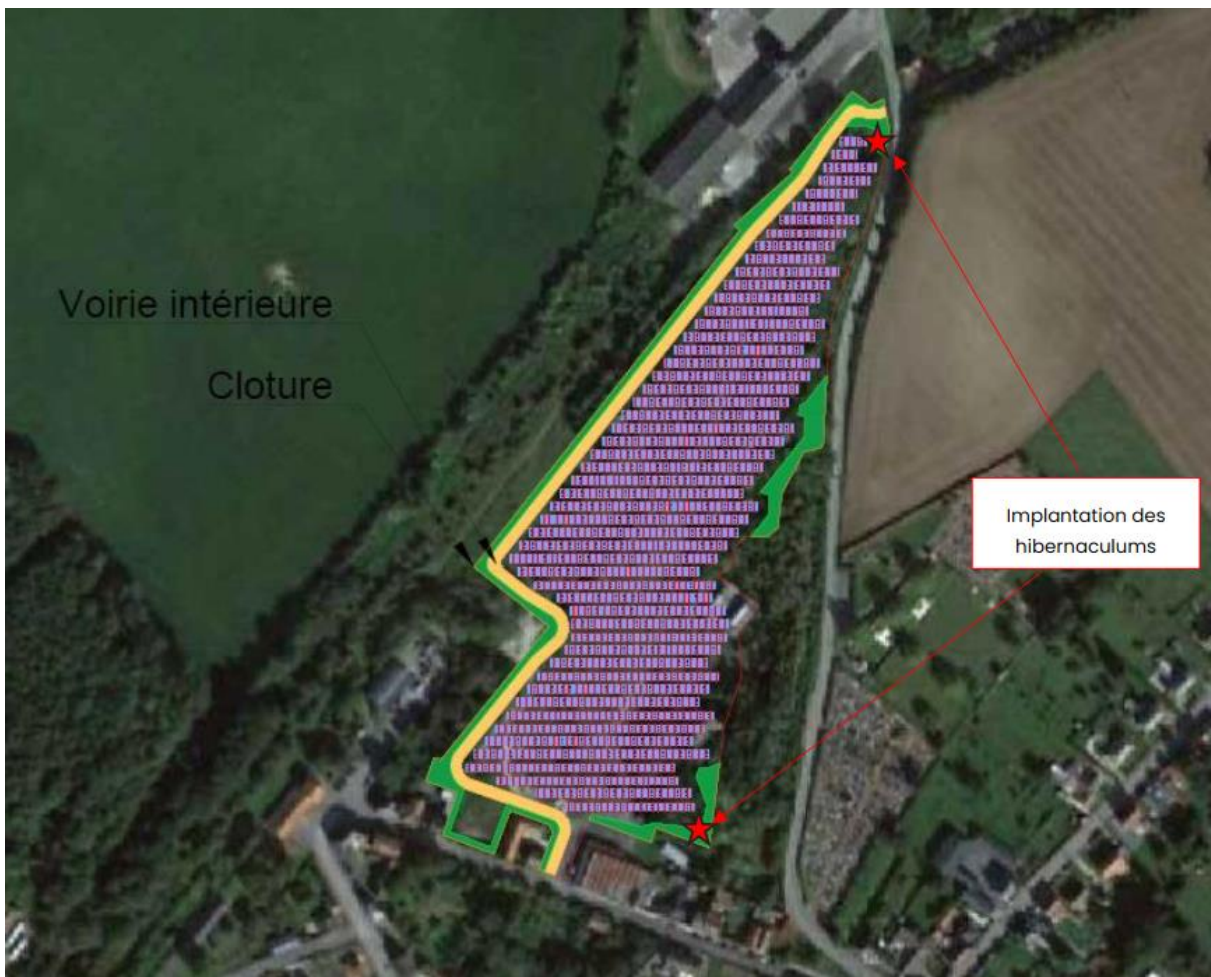 Voirie intérieure
Cloture
Implantation des
hibernaculums